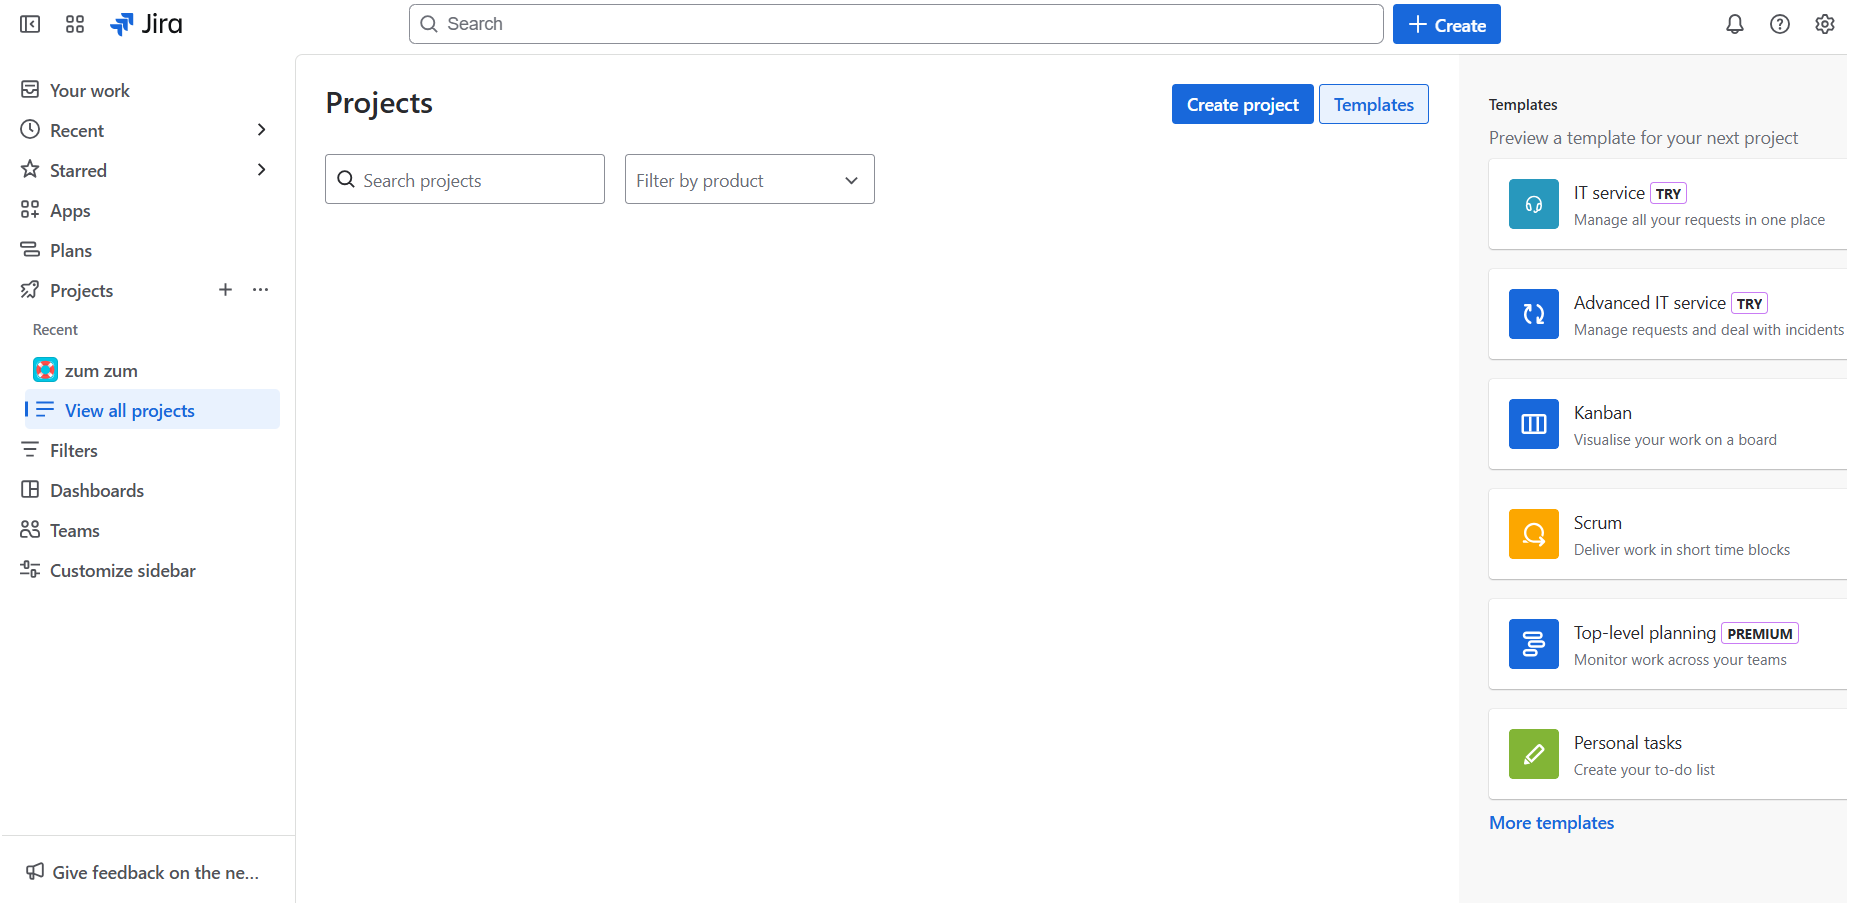 Jira
Search
Create
Your work
Recent
Starred
Apps
Plans
Projects
Recent
zum zum
View all projects
Filters
Dashboards
Teams
Customize sidebar
Give feedback on the ne...
Projects
Create project
Templates
Search projects
Filter by product
Templates
Preview a template for your next project
IT service TRY
Manage all your requests in one place
Advanced IT service TRY
Manage requests and deal with incidents
Kanban
Visualise your work on a board
Scrum
Deliver work in short time blocks
Top-level planning PREMIUM
Monitor work across your teams
Personal tasks
Create your to-do list
More templates